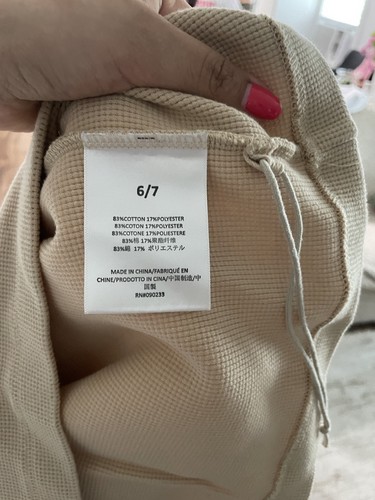 6/7
83%COTTON 17%POLYESTER
83%COTON 17%POLYESTER
83%COTONE 17%POLIESTERE
83%棉 17%聚酯纤维
83%綿 17% ポリエステル
MADE IN CHINA/FABRIQUÉ EN
CHINE/PRODOTTO IN CINA/中国制造/中
国製
RN#090233